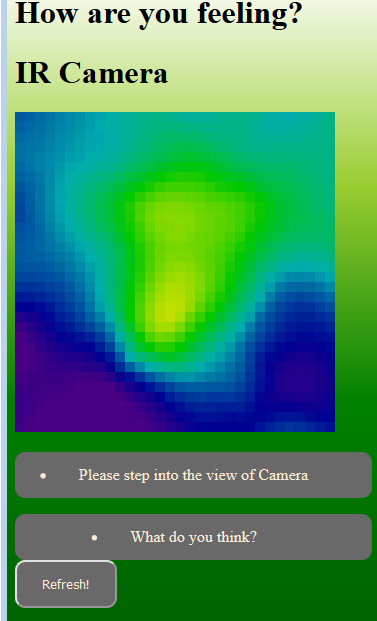 How are you feeling?
IR Camera
Please step into the view of Camera
What do you think?
Refresh!